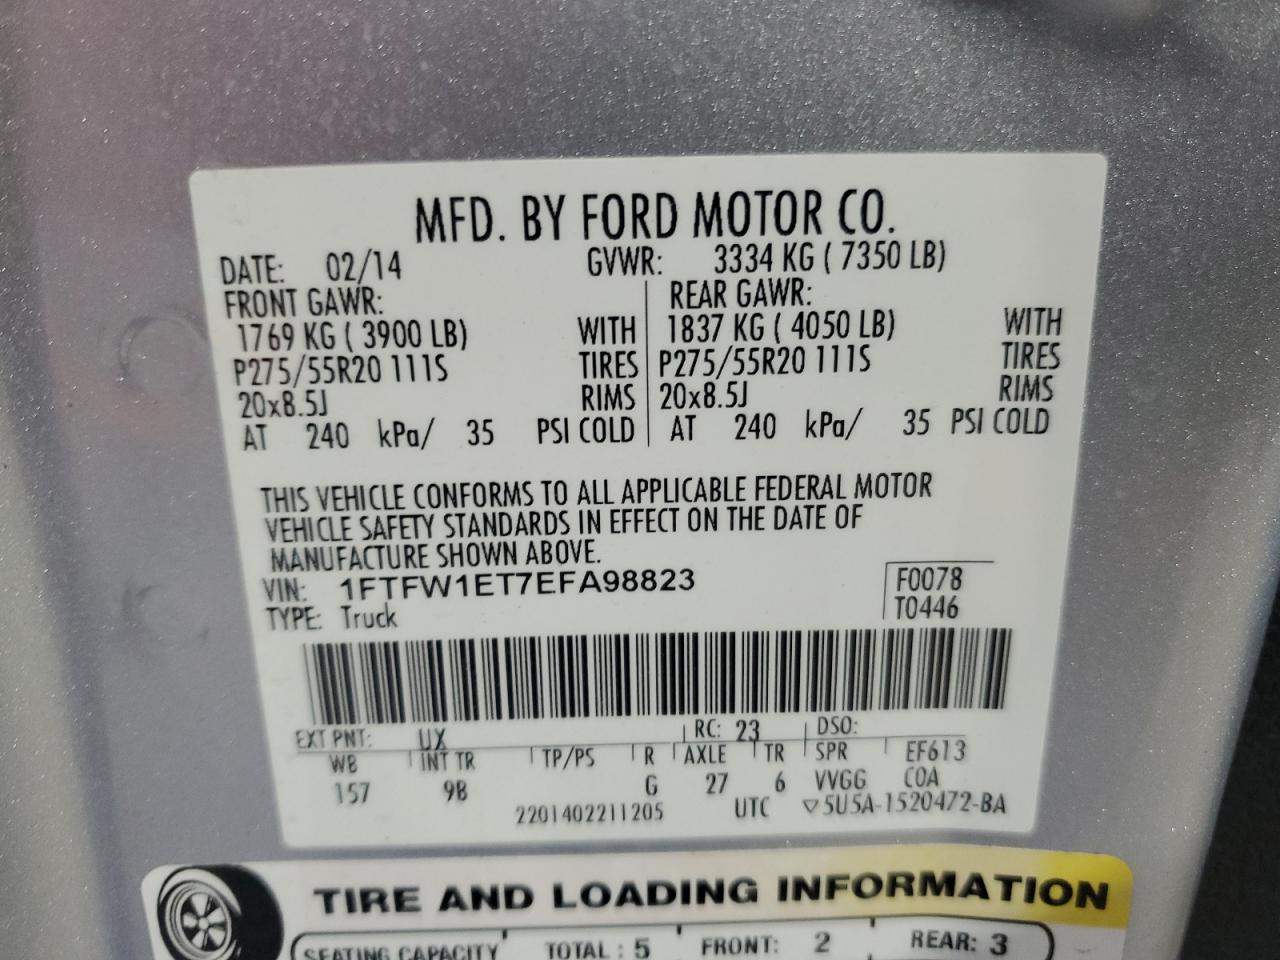 MFD. BY FORD MOTOR CO.
DATE: 02/14 GVWR: 3334 KG ( 7350 LB)
FRONT GAWR: REAR GAWR:
1769 KG ( 3900 LB) WITH 1837 KG ( 4050 LB) WITH
P275/55R20 111S TIRES P275/55R20 111S TIRES
20x8.5J RIMS 20x8.5J RIMS
AT 240 kPa/ 35 PSI COLD AT 240 kPa/ 35 PSI COLD
THIS VEHICLE CONFORMS TO ALL APPLICABLE FEDERAL MOTOR
VEHICLE SAFETY STANDARDS IN EFFECT ON THE DATE OF
MANUFACTURE SHOWN ABOVE.
VIN: 1FTFW1ET7EFA98823 F0078
TYPE: Truck T0446
EXT PNT: UX RC: 23 DSO:
WB INT TR TP/PS R AXLE TR SPR EF613
157 9B G 27 6 VVGG COA
2201402211205 UTC ▽5U5A-1520472-BA
TIRE AND LOADING INFORMATION
SEATING CAPACITY TOTAL : 5 FRONT: 2 REAR: 3